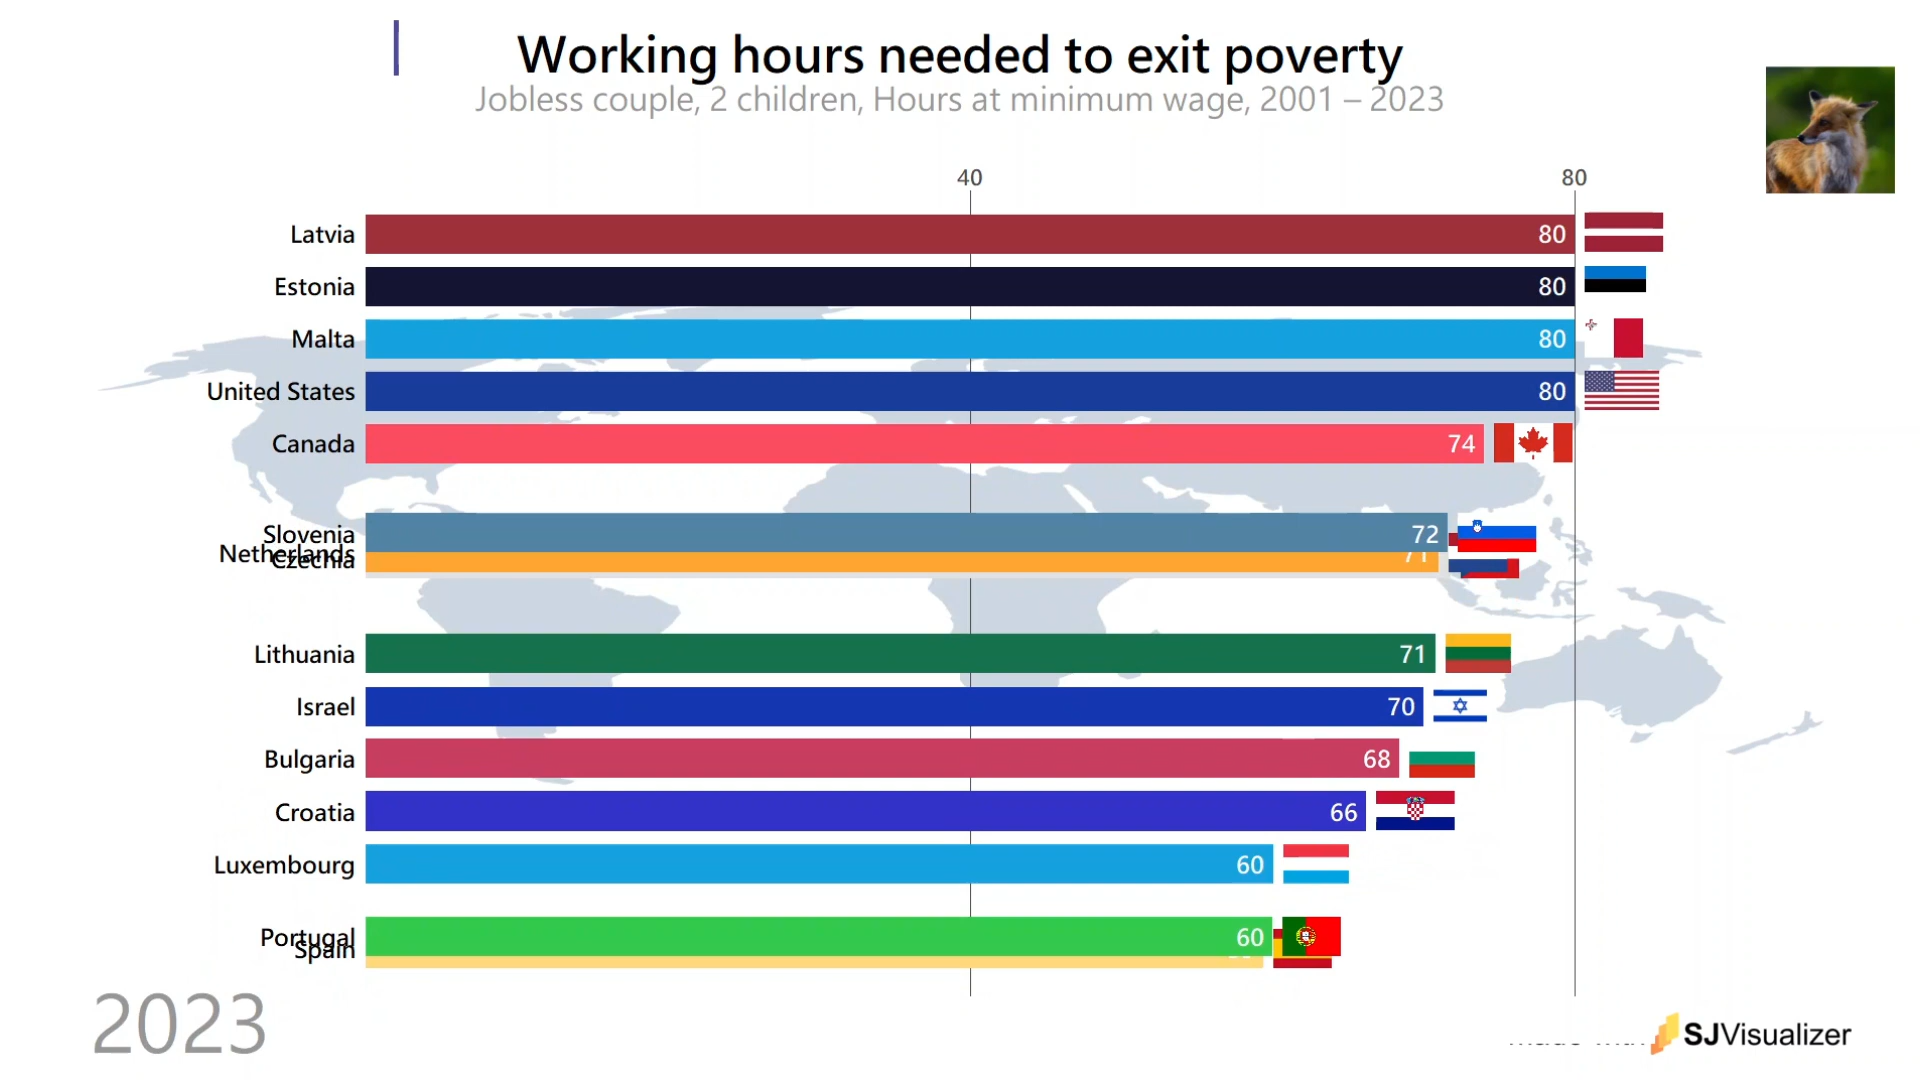 Working hours needed to exit poverty
Jobless couple, 2 children, Hours at minimum wage, 2001 – 2023
40 80
Latvia 80
Estonia 80
Malta 80
United States 80
Canada 74
Slovenia 72
Netherlands 71
Czechia
Lithuania 71
Israel 70
Bulgaria 68
Croatia 66
Luxembourg 60
Portugal 60
Spain
2023
SJVisualizer